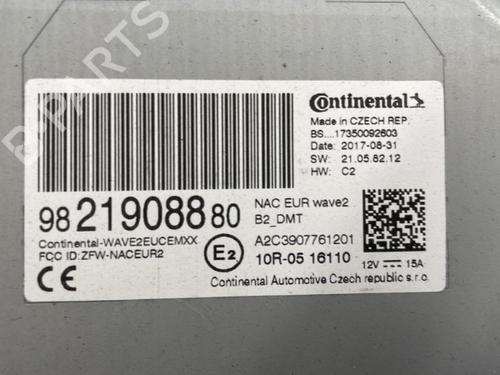 B-PARTS
Continental
Made in CZECH REP.
BS....17350092603
Date: 2017-08-31
SW: 21.05.82.12
HW: C2
98 219088 80
NAC EUR wave2
B2_DMT
Continental-WAVE2EUCEMXX
FCC ID:ZFW-NACEUR2
E2
A2C3907761201
10R-05 16110
12V ⎓ 15A
Continental Automotive Czech republic s.r.o.